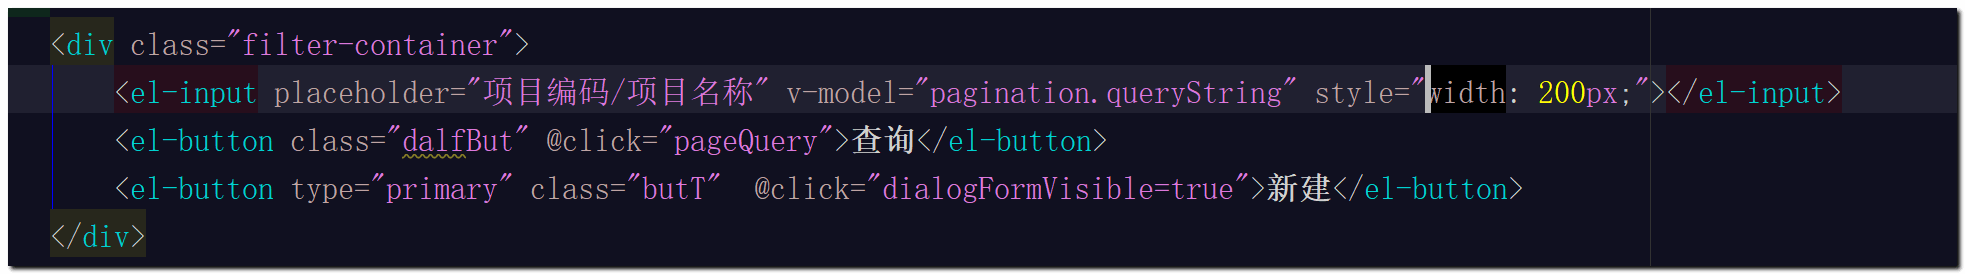 <div class="filter-container">
<el-input placeholder="项目编码/项目名称" v-model="pagination.queryString" style="width: 200px;"></el-input>
<el-button class="dalfBut" @click="pageQuery">查询</el-button>
<el-button type="primary" class="butT"  @click="dialogFormVisible=true">新建</el-button>
</div>